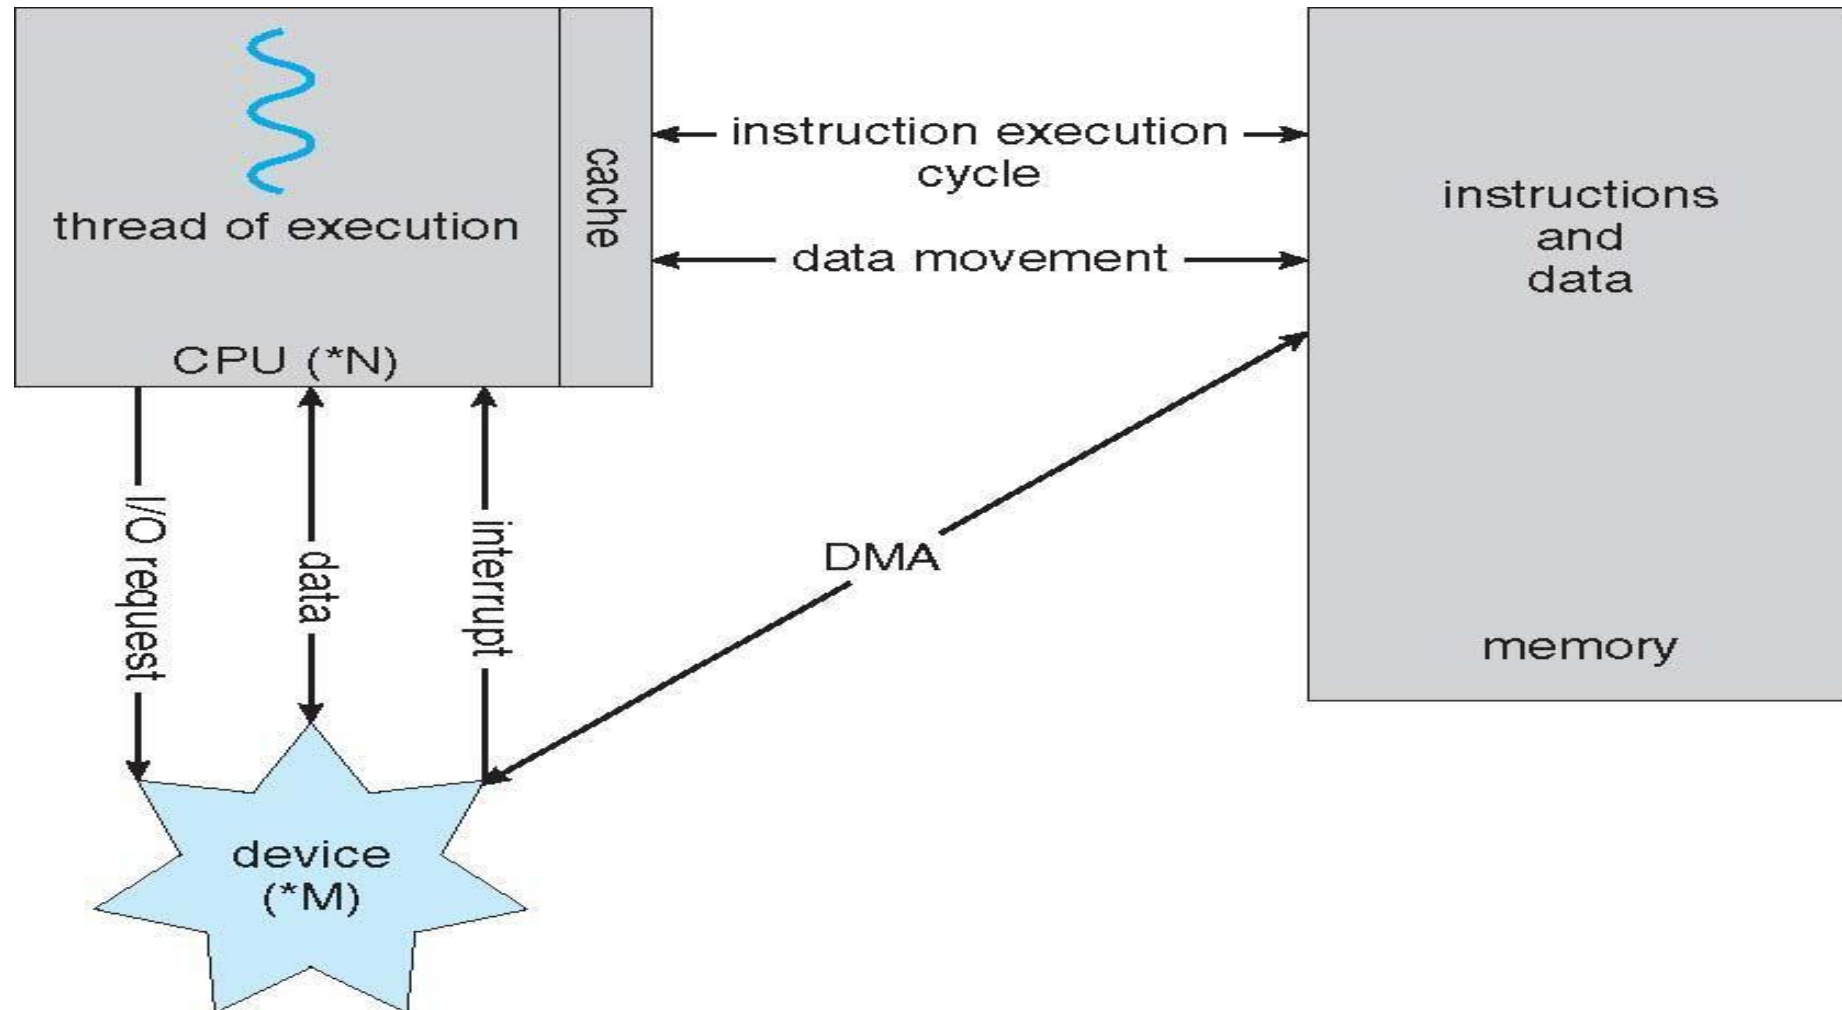 thread of execution
CPU (*N)
cache
instruction execution
cycle
data movement
instructions
and
data
memory
I/O request
data
interrupt
DMA
device
(*M)